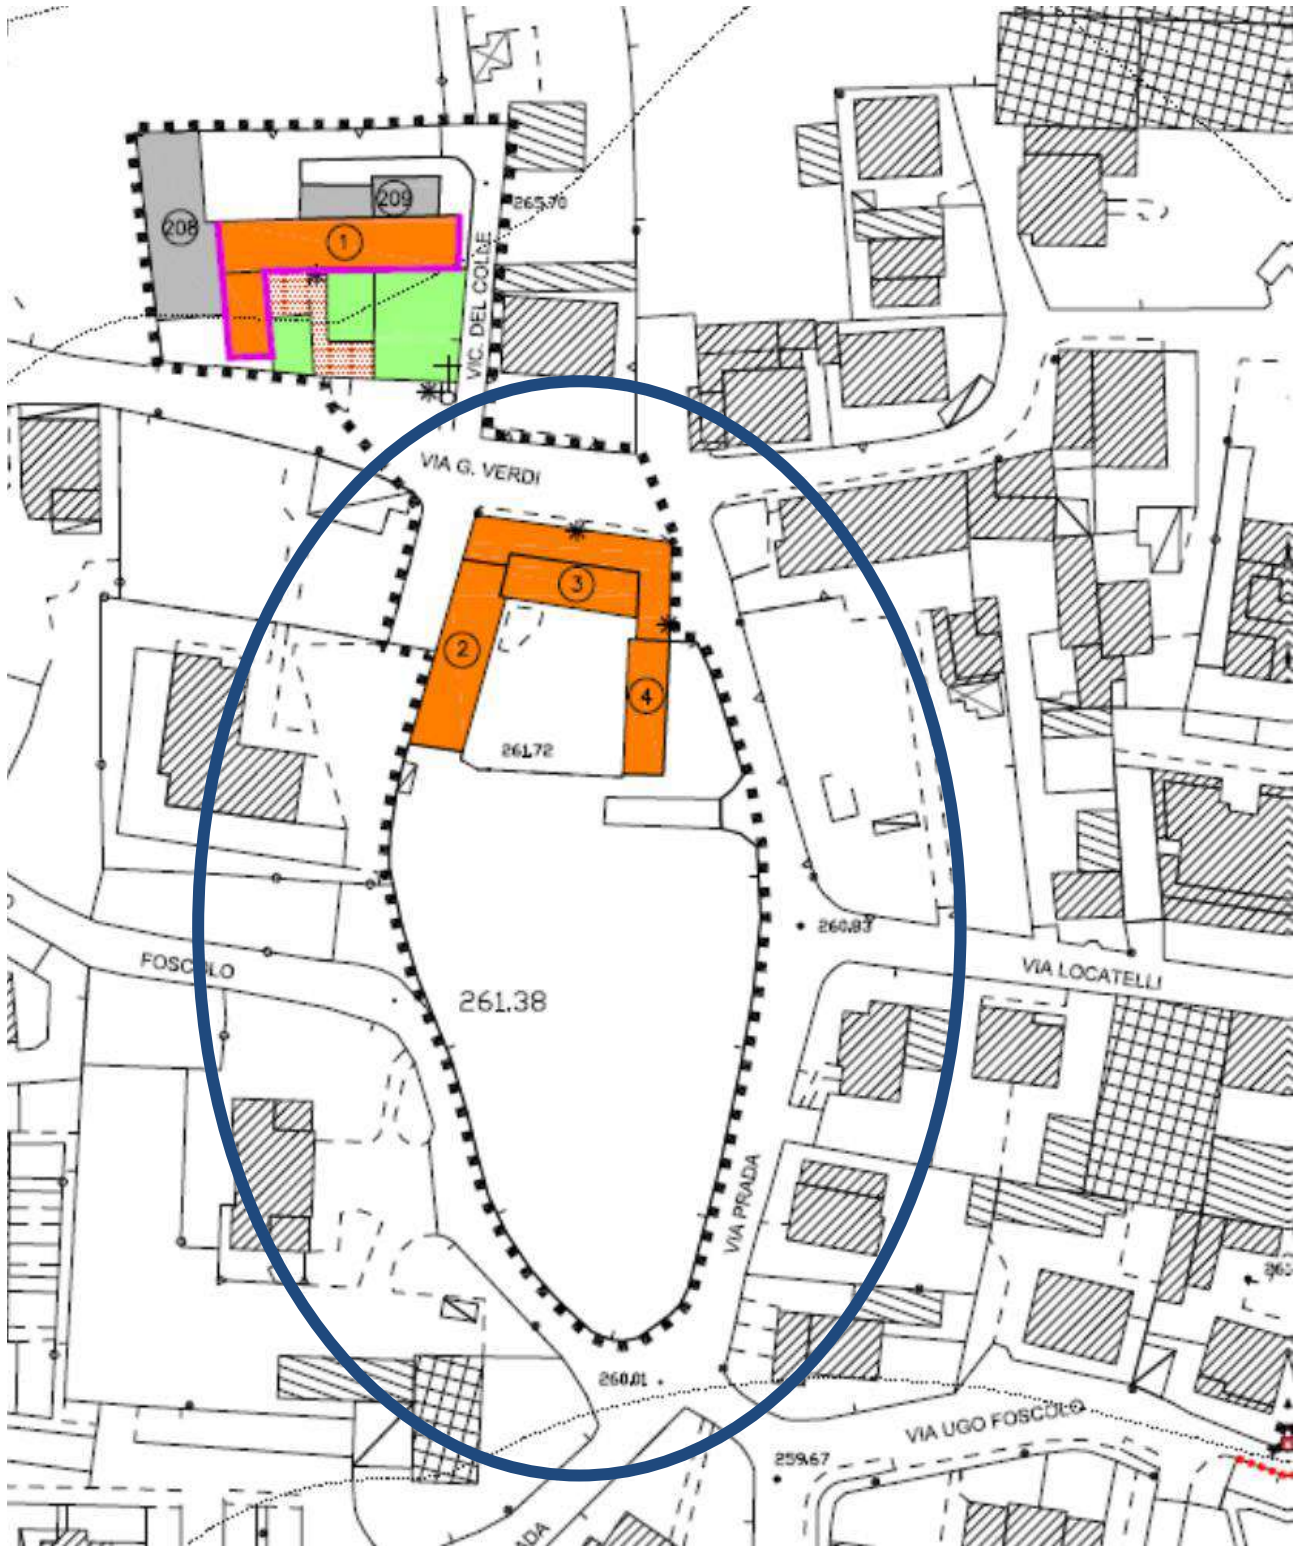 209
265.70
208
1
VIC. DEL COLLE
VIA G. VERDI
3
2
4
261.72
260.83
FOSCOLO
VIA LOCATELLI
261.38
VIA PRADA
260.01
VIA UGO FOSCOLO
259.67